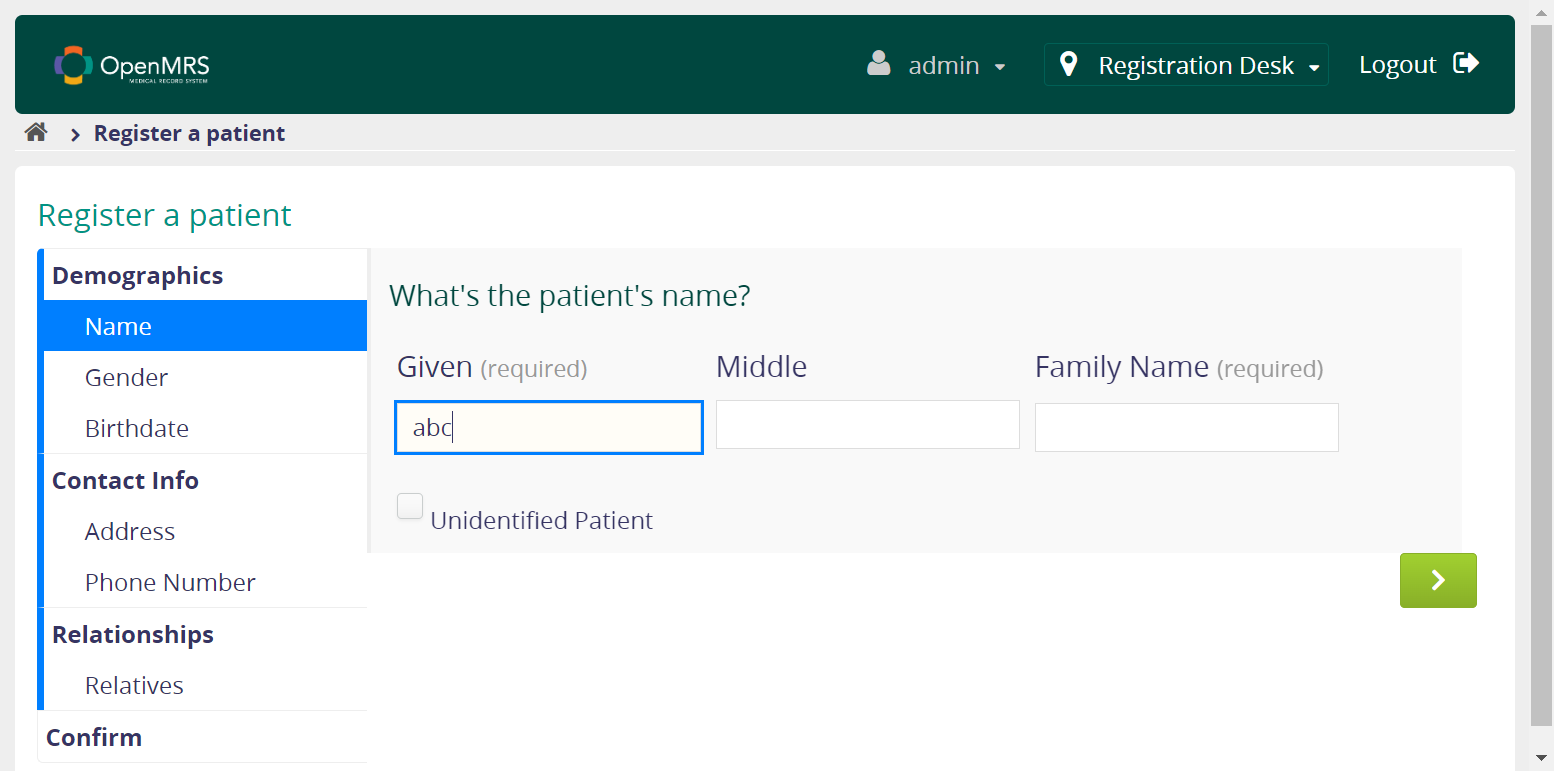 OpenMRS
MEDICAL RECORD SYSTEM
admin
Registration Desk
Logout
Register a patient
Register a patient
Demographics
Name
Gender
Birthdate
Contact Info
Address
Phone Number
Relationships
Relatives
Confirm
What's the patient's name?
Given (required)
Middle
Family Name (required)
abc
Unidentified Patient